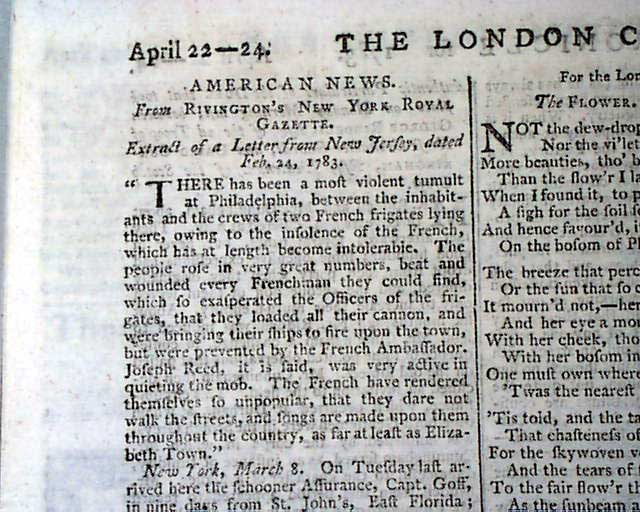 April 22—24.
THE LONDON C
AMERICAN NEWS.
From RIVINGTON'S NEW YORK ROYAL
GAZETTE.
Extract of a Letter from New Jersey, dated
Feb. 24, 1783.
"THERE has been a moſt violent tumult
at Philadelphia, between the inhabit-
ants and the crews of two French frigates lying
there, owing to the inſolence of the French,
which has at length become intolerable. The
people roſe in very great numbers, beat and
wounded every Frenchman they could find,
which ſo exaſperated the Officers of the fri-
gates, that they loaded all their cannon, and
were bringing their ſhips to fire upon the town,
but were prevented by the French Ambaſſador.
Joſeph Reed, it is ſaid, was very active in
quieting the mob. The French have rendered
themſelves ſo unpopular, that they dare not
walk the ſtreets, and ſongs are made upon them
throughout the country, as far at leaſt as Eliza-
beth Town."
New York, March 8. On Tueſday laſt ar-
rived here the ſchooner Aſſurance, Capt. Goff,
in nine days from St. John's, Eaſt Florida;
For the Lon
The FLOWER.
NOT the dew-drop
Nor the vi'let
More beauties, tho' b
Than the flow'r I la
When I found it, to p
A ſigh for the ſoil ſ
And hence favour'd, i
On the boſom of Ph
The breeze that perc
Or the ſun that ſo c
It mourn'd not,—her
And her eye a mo
With her cheek, tho
With her boſom in
One muſt own where
'Twas the neareſt
'Tis told, and the ta
That chaſteneſs of
For the ſkywoven v
And the tears of
To the fair flow'r th
As the ſunbeam a